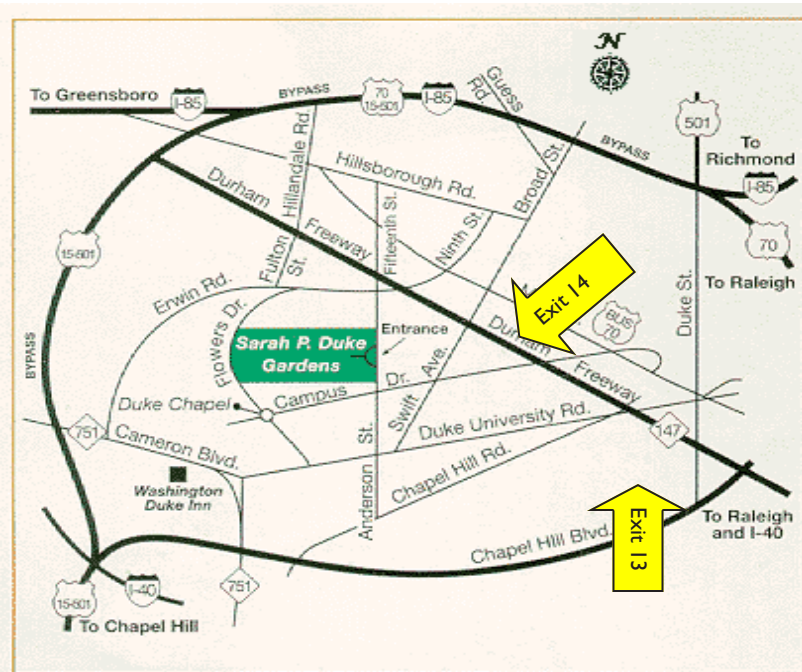 N
To Greensboro
I-85
BYPASS
70
15-501
I-85
Guess
Rd.
BYPASS
501
To
Richmond
I-85
70
To Raleigh
Hillandale Rd.
Hillsborough Rd.
Broad St.
Durham
Freeway
Fifteenth St.
Ninth St.
15-501
Fulton
St.
Erwin Rd.
Flowers Dr.
Exit 14
BUS
70
Duke St.
Sarah P. Duke
Gardens
Entrance
Durham
Freeway
BYPASS
Campus
Dr.
Swift
Ave.
Duke Chapel
751
Cameron Blvd.
Duke University Rd.
147
Washington
Duke Inn
Anderson St.
Chapel Hill Rd.
Exit 13
To Raleigh
and I-40
Chapel Hill Blvd.
751
15-501
I-40
To Chapel Hill